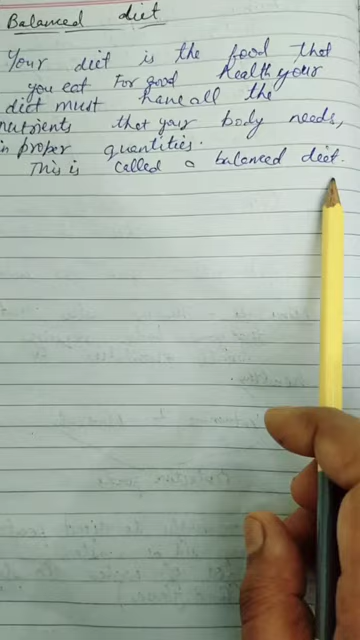 Balanced diet
Your diet is the food that
you eat For good Health your
diet must have all the
nutrients that your body needs,
in proper quantities.
This is called a balanced diet.